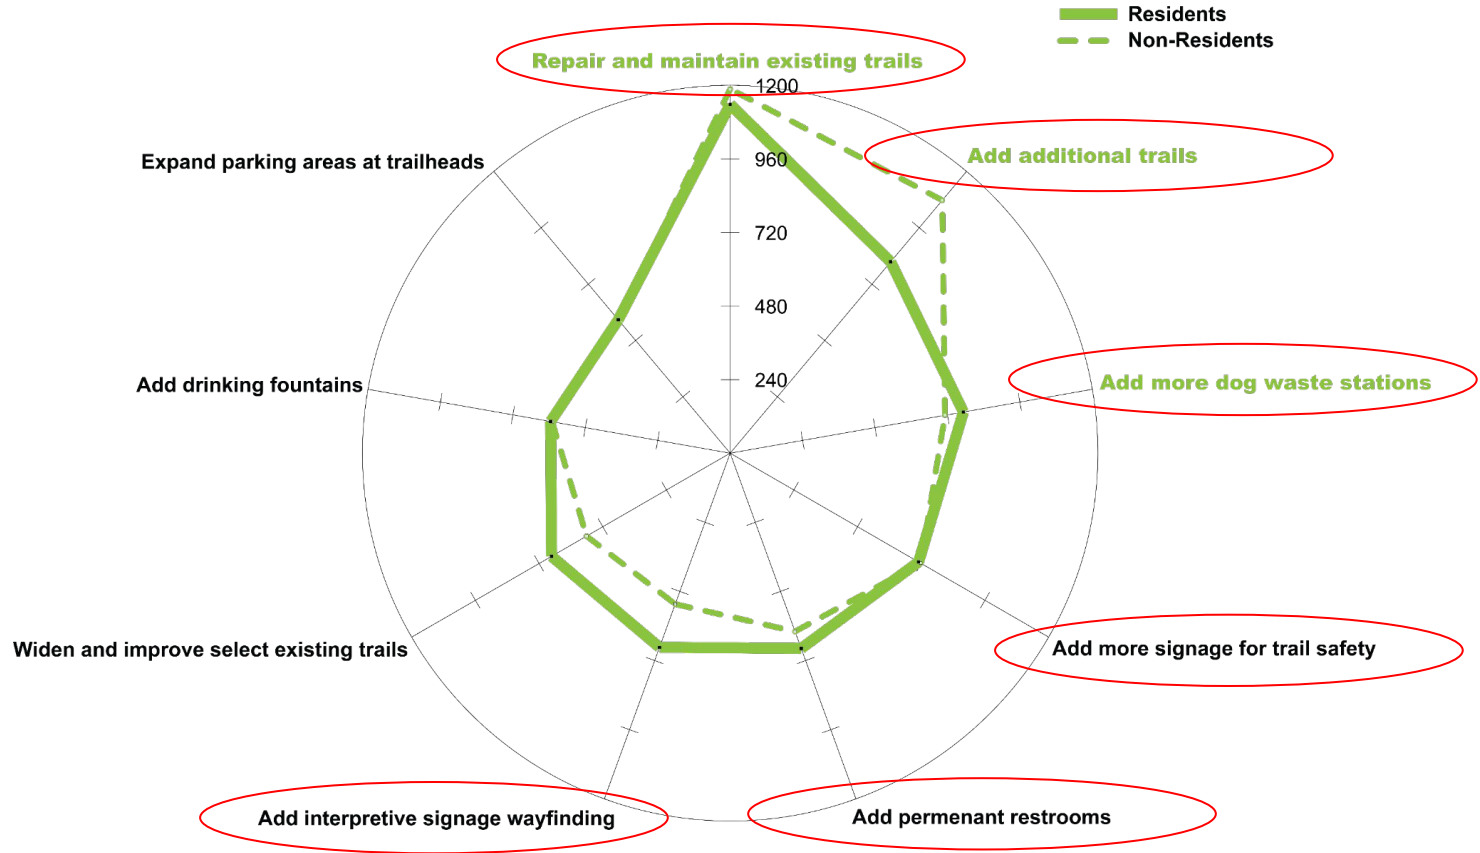 Residents
Non-Residents
Repair and maintain existing trails
1200
Add additional trails
Expand parking areas at trailheads
960
720
480
240
Add more dog waste stations
Add drinking fountains
Add more signage for trail safety
Widen and improve select existing trails
Add interpretive signage wayfinding
Add permenant restrooms